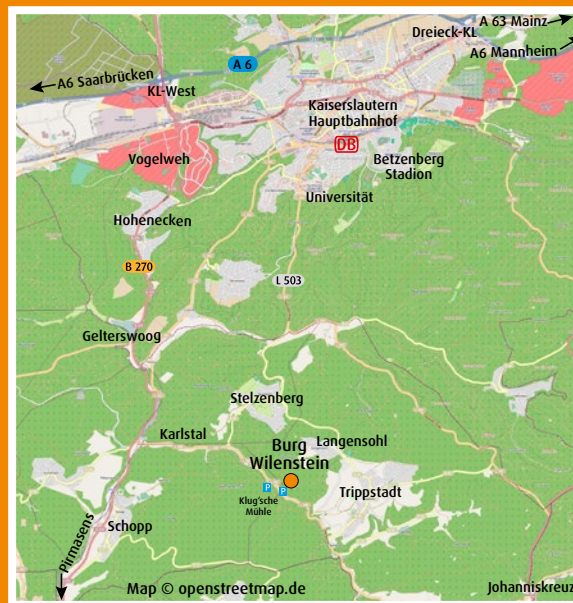 A 63 Mainz
Dreieck-KL
A6 Mannheim
A 6
A6 Saarbrücken
KL-West
Kaiserslautern
Hauptbahnhof
DB
Vogelweh
Betzenberg
Stadion
Universität
Hohenecken
B 270
L 503
Gelterswoog
Stelzenberg
Karlstal
Burg
Wilenstein
Langensohl
P
P
Klug'sche
Mühle
Trippstadt
Schopp
Pirmasens
Map © openstreetmap.de
Johanniskreuz